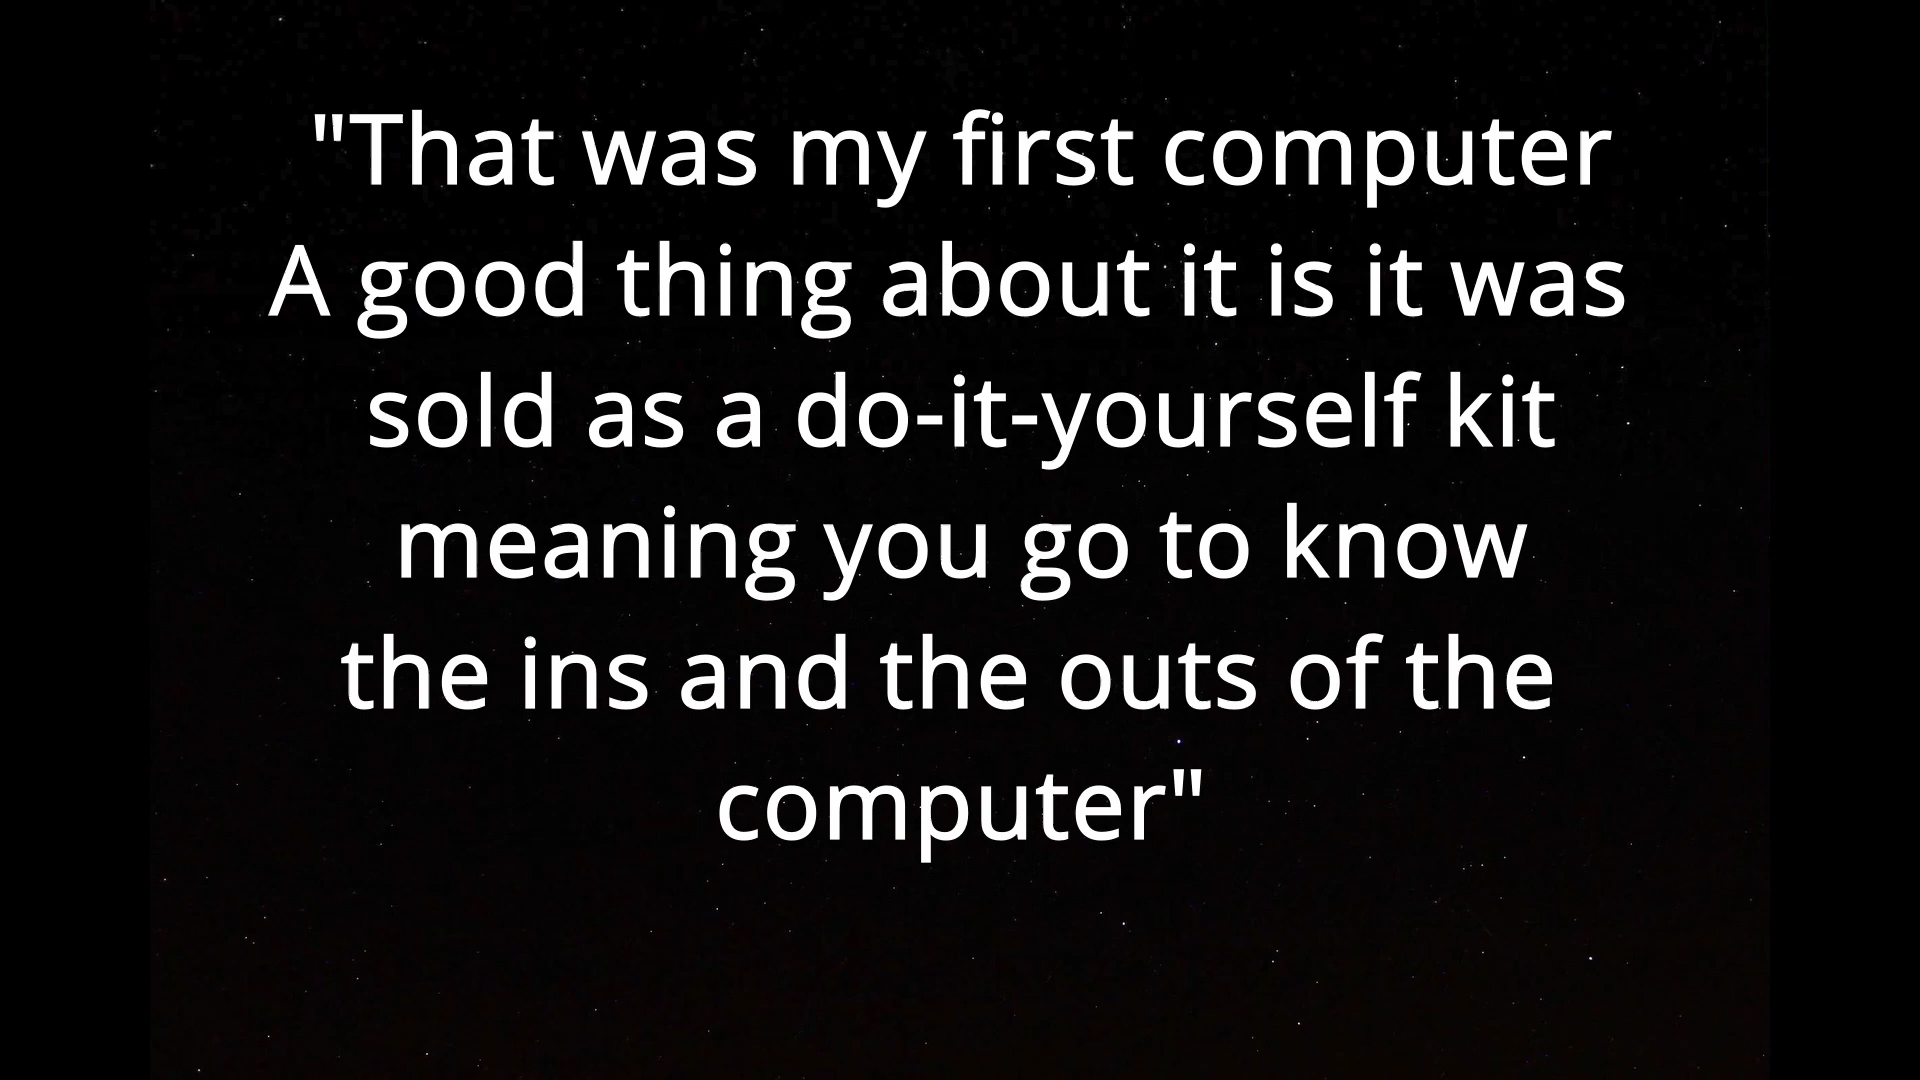 "That was my first computer
A good thing about it is it was
sold as a do-it-yourself kit
meaning you go to know
the ins and the outs of the
computer"